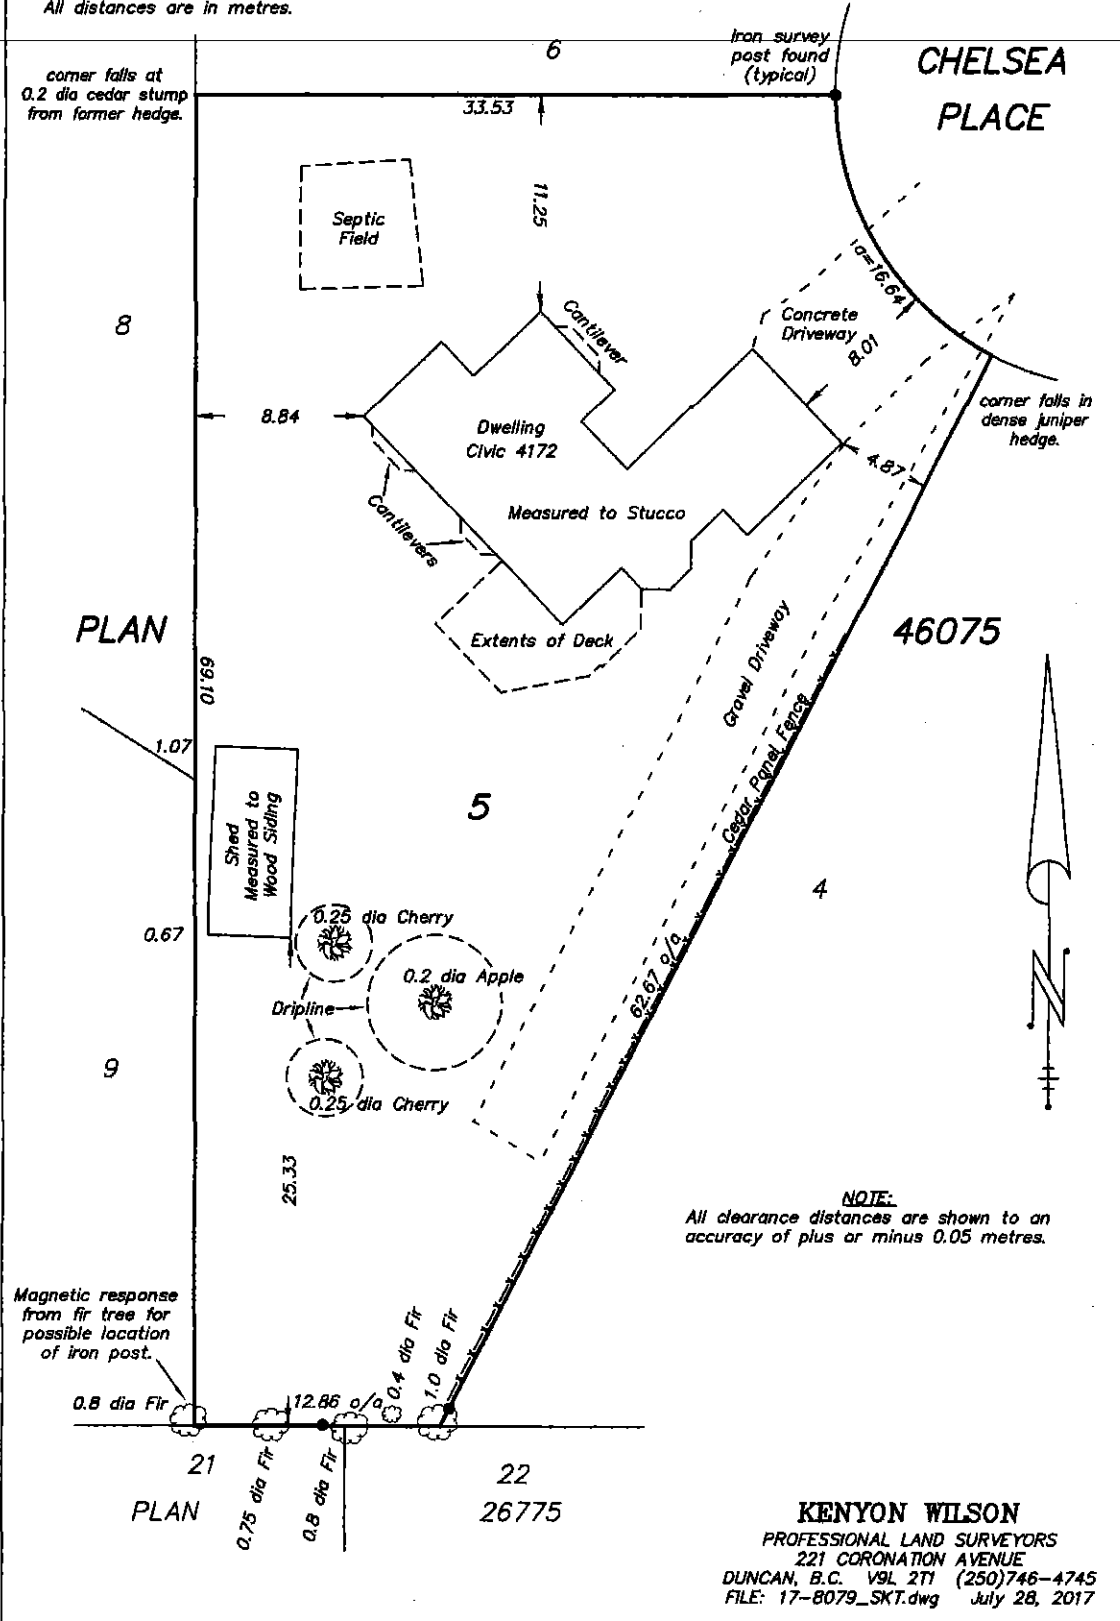 All distances are in metres.
6
Iron survey
post found
(typical)
CHELSEA
PLACE
corner falls at
0.2 dia cedar stump
from former hedge.
33.53
11.25
Septic
Field
a=16.64
8
Cantilever
Concrete
Driveway
8.01
8.84
Dwelling
Civic 4172
corner falls in
dense juniper
hedge.
4.87
Cantilevers
Measured to Stucco
PLAN
46075
Extents of Deck
Gravel Driveway
69.10
1.07
Cedar Panel Fence
5
Shed
Measured to
Wood Siding
4
0.25 dia Cherry
0.67
0.2 dia Apple
62.67 o/a
Dripline
N
9
0.25 dia Cherry
25.33
NOTE:
All clearance distances are shown to an
accuracy of plus or minus 0.05 metres.
Magnetic response
from fir tree for
possible location
of iron post.
0.4 dia Fir
1.0 dia Fir
0.8 dia Fir
12.86 o/a
21
0.75 dia Fir
0.8 dia Fir
22
PLAN
26775
KENYON WILSON
PROFESSIONAL LAND SURVEYORS
221 CORONATION AVENUE
DUNCAN, B.C. V9L 2T1 (250)746-4745
FILE: 17-8079_SKT.dwg July 28, 2017